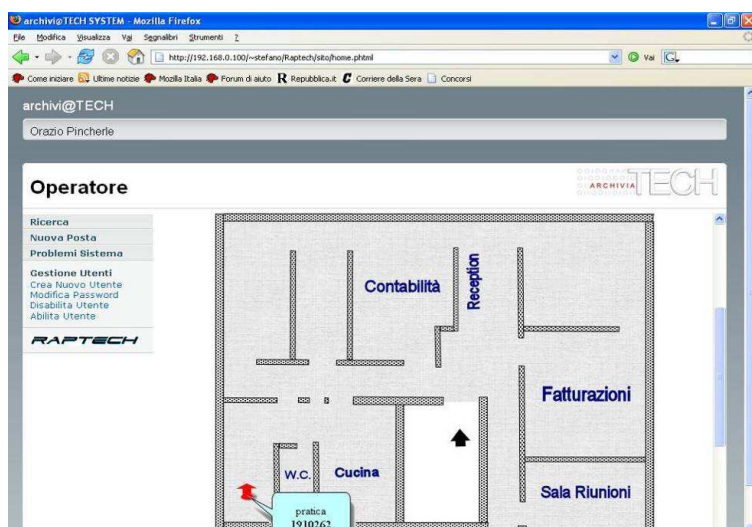 archivi@TECH SYSTEM - Mozilla Firefox
File Modifica Visualizza Vai Segnalibri Strumenti ?
http://192.168.0.100/~stefano/Raptech/sito/home.phtml Vai G
Come iniziare Ultime notizie Mozilla Italia Forum di aiuto R Repubblica.it C Corriere della Sera Concorsi
archivi@TECH
Orazio Pincherle
Operatore
ARCHIVIA TECH
Ricerca
Nuova Posta
Problemi Sistema
Gestione Utenti
Crea Nuovo Utente
Modifica Password
Disabilita Utente
Abilita Utente
RAPTECH
Contabilità
Reception
Fatturazioni
W.C.
Cucina
Sala Riunioni
pratica
1910262